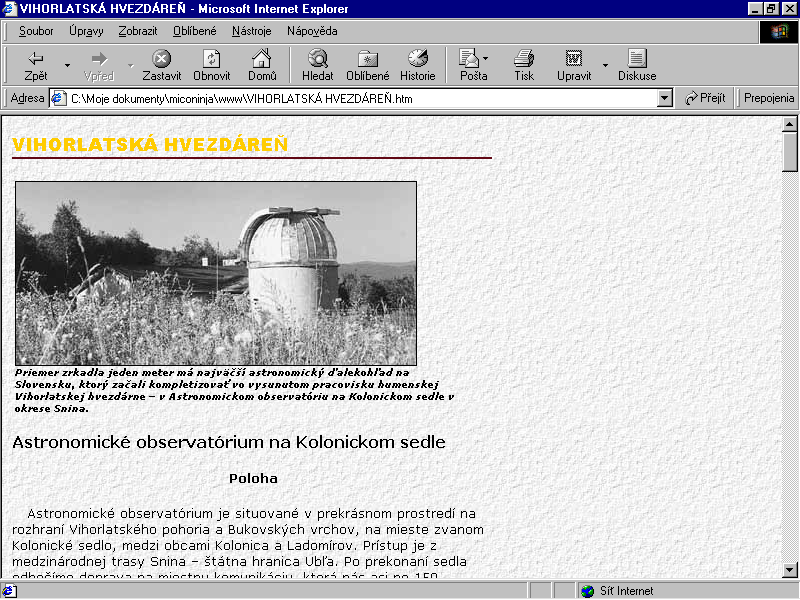 VIHORLATSKÁ HVEZDÁREŇ - Microsoft Internet Explorer
Soubor Úpravy Zobrazit Oblíbené Nástroje Nápověda
Zpět Vpřed Zastavit Obnovit Domů Hledat Oblíbené Historie Pošta Tisk Upravit Diskuse
Adresa C:\Moje dokumenty\miconinja\www\VIHORLATSKÁ HVEZDÁREŇ.htm Přejít Prepojenia
VIHORLATSKÁ HVEZDÁREŇ
Priemer zrkadla jeden meter má najväčší astronomický ďalekohľad na
Slovensku, ktorý začali kompletizovať vo vysunutom pracovisku humenskej
Vihorlatskej hvezdárne – v Astronomickom observatóriu na Kolonickom sedle v
okrese Snina.
Astronomické observatórium na Kolonickom sedle
Poloha
Astronomické observatórium je situované v prekrásnom prostredí na
rozhraní Vihorlatského pohoria a Bukovských vrchov, na mieste zvanom
Kolonické sedlo, medzi obcami Kolonica a Ladomírov. Prístup je z
medzinárodnej trasy Snina – štátna hranica Ubľa. Po prekonaní sedla
odbočíme doprava na miestnu komunikáciu, ktorá nás asi po 150
Síť Internet